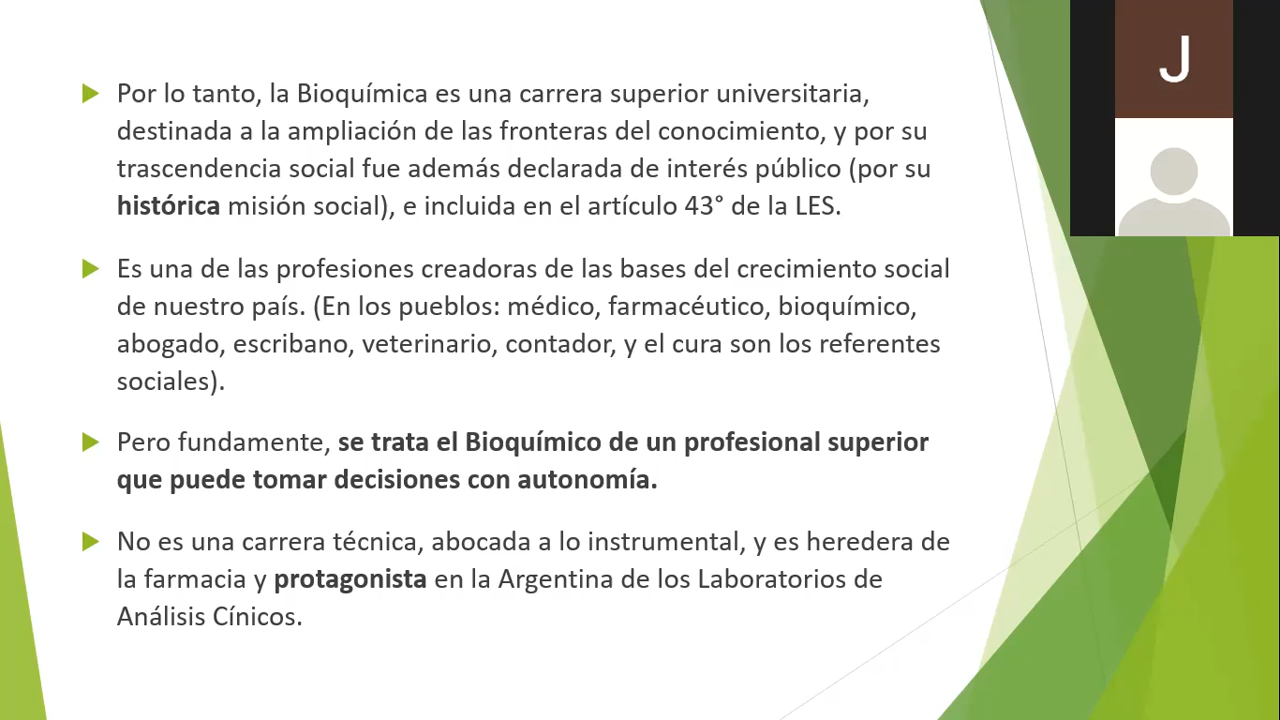 Por lo tanto, la Bioquímica es una carrera superior universitaria,
destinada a la ampliación de las fronteras del conocimiento, y por su
trascendencia social fue además declarada de interés público (por su
histórica misión social), e incluida en el artículo 43° de la LES.
Es una de las profesiones creadoras de las bases del crecimiento social
de nuestro país. (En los pueblos: médico, farmacéutico, bioquímico,
abogado, escribano, veterinario, contador, y el cura son los referentes
sociales).
Pero fundamente, se trata el Bioquímico de un profesional superior
que puede tomar decisiones con autonomía.
No es una carrera técnica, abocada a lo instrumental, y es heredera de
la farmacia y protagonista en la Argentina de los Laboratorios de
Análisis Cínicos.
J